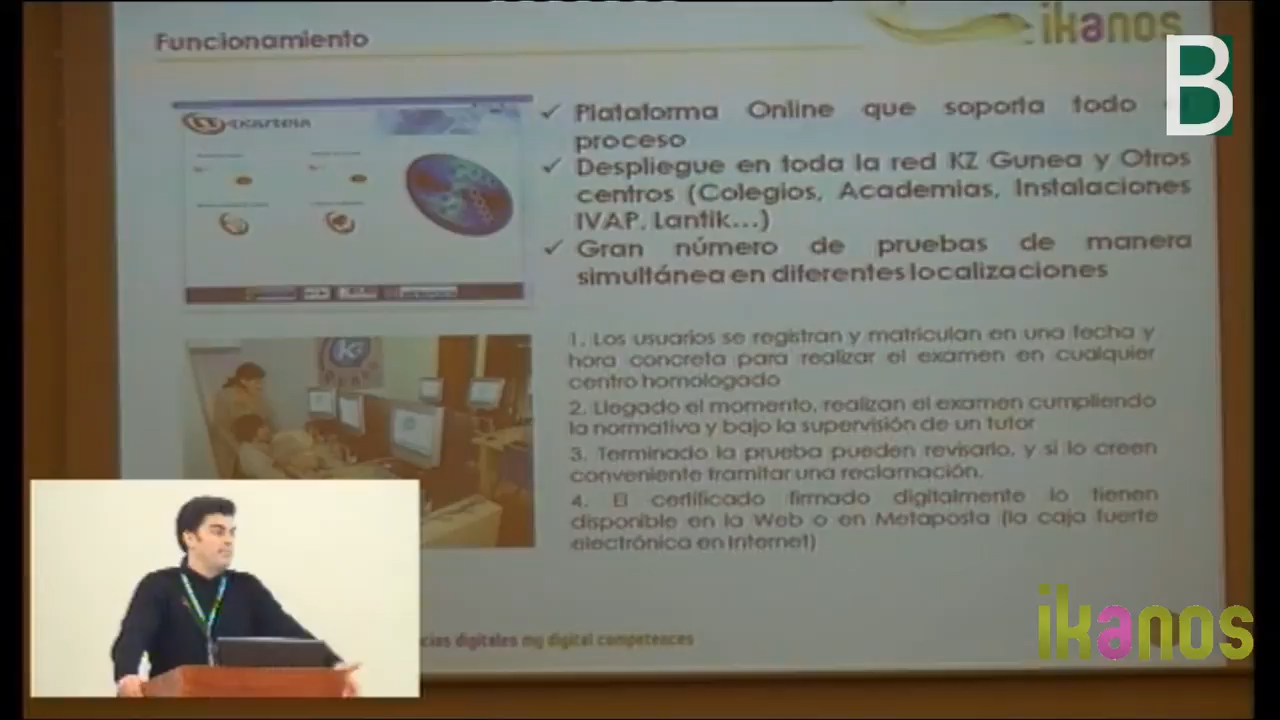 Funcionamiento
ikanos
B
Plataforma Online que soporta todo
proceso
Despliegue en toda la red KZ Gunea y Otros
centros (Colegios, Academias, Instalaciones
IVAP, Lantik...)
Gran número de pruebas de manera
simultánea en diferentes localizaciones
1. Los usuarios se registran y matriculan en una fecha y
hora concreta para realizar el examen en cualquier
centro homologado
2. Llegado el momento, realizan el examen cumpliendo
la normativa y bajo la supervisión de un tutor
3. Terminado la prueba pueden revisarlo, y si lo creen
conveniente tramitar una reclamación.
4. El certificado firmado digitalmente lo tienen
disponible en la Web o en Metaposta (la caja fuerte
electrónica en Internet)
digitales my digital competences
ikanos